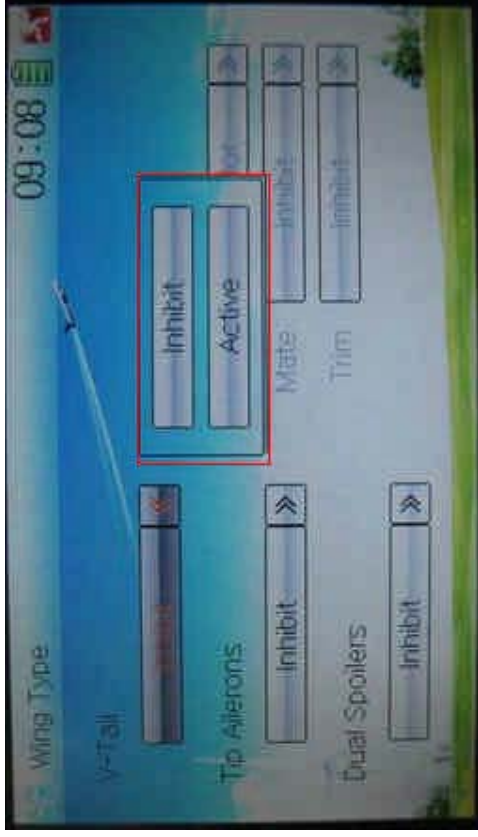 Wing Type
09:08
V-Tail
Inhibit
Active
Tip Ailerons
Inhibit
Mate
Inhibit
Trim
Inhibit
Dual Spoilers
Inhibit